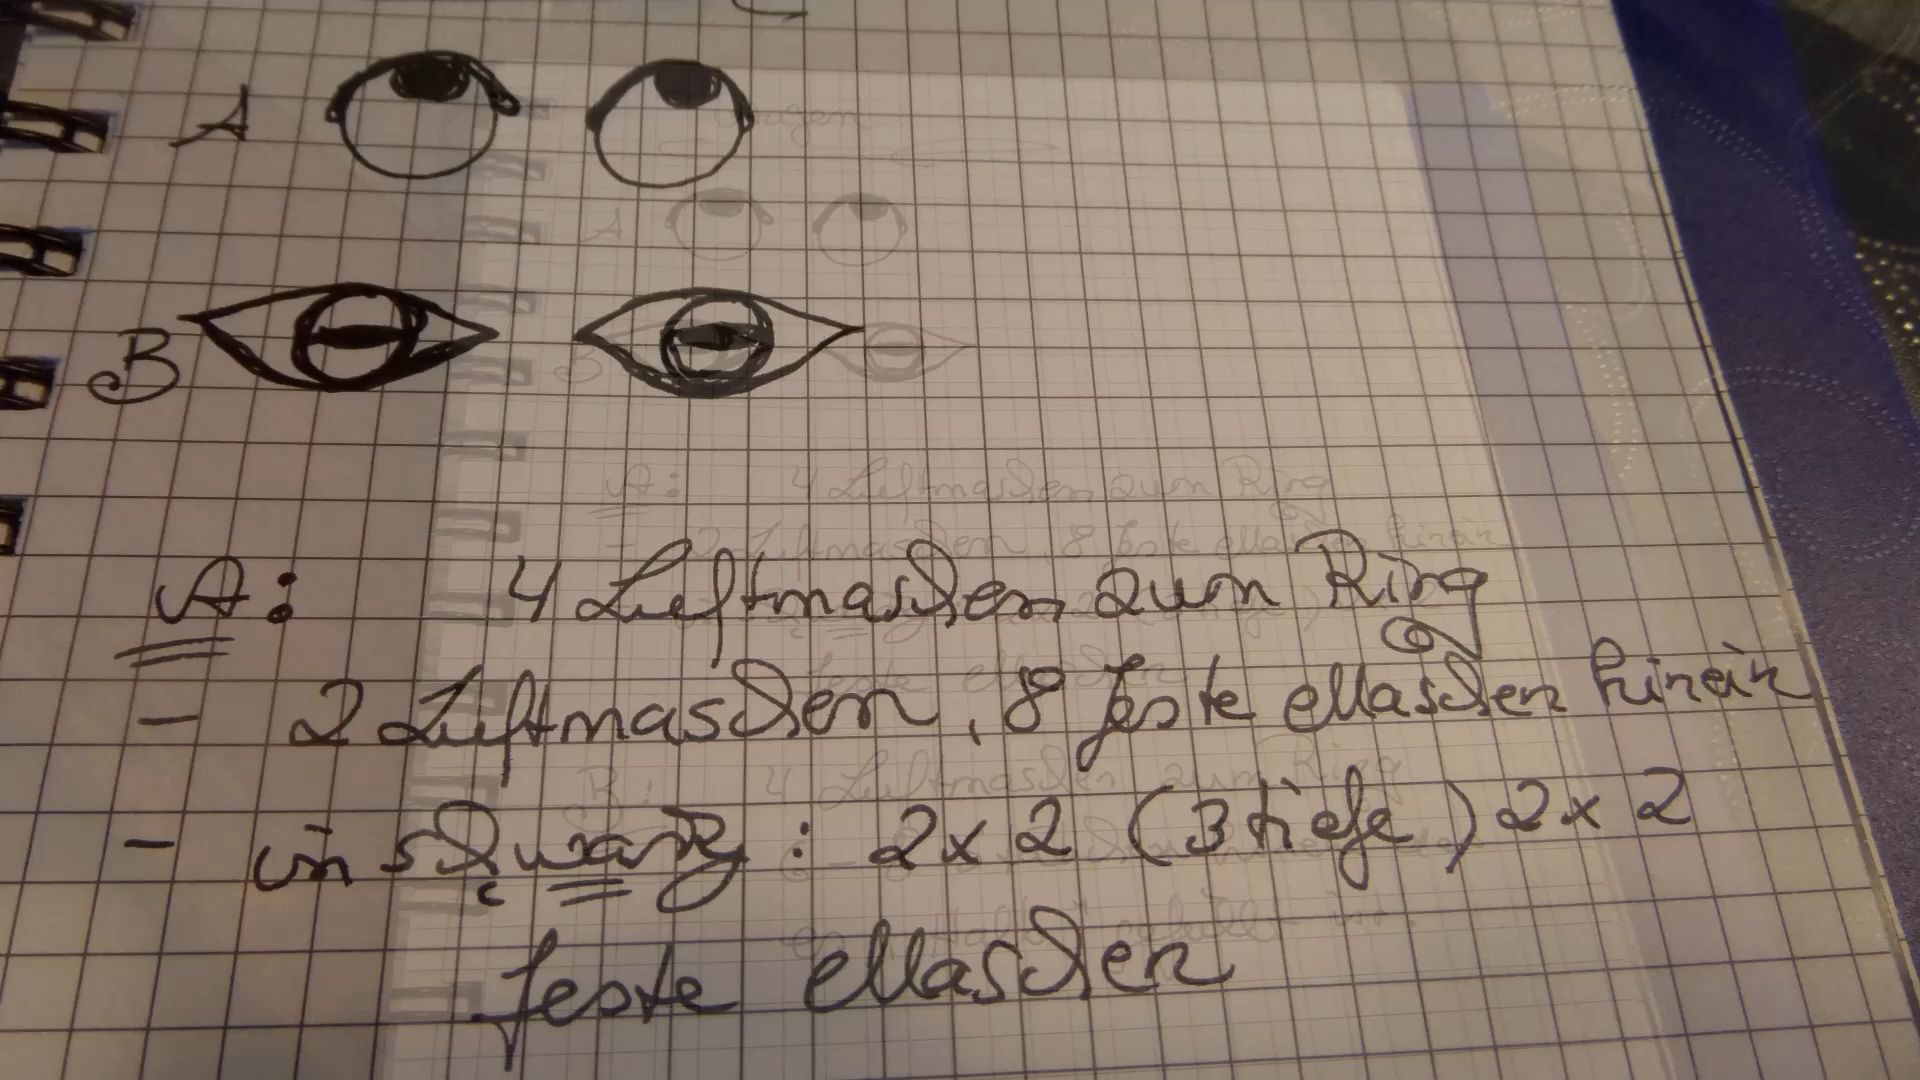 A
B
A: 4 Luftmaschen zum Ring
- 2 Luftmaschen, 8 feste Maschen hinein
- in schwarz: 2x2 (3 tiefe) 2x2
feste Maschen